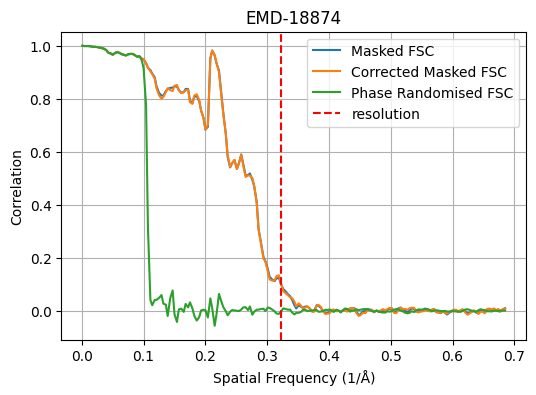 EMD-18874
Masked FSC
Corrected Masked FSC
Phase Randomised FSC
resolution
Correlation
1.0
0.8
0.6
0.4
0.2
0.0
0.0 0.1 0.2 0.3 0.4 0.5 0.6 0.7
Spatial Frequency (1/Å)